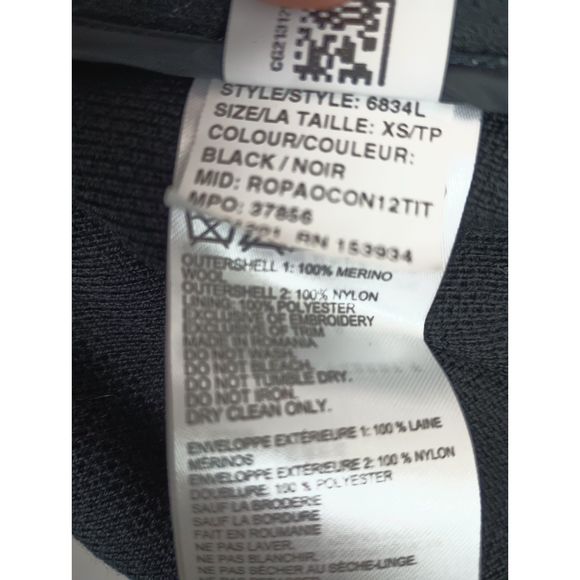 STYLE/STYLE: 6834L
SIZE/LA TAILLE: XS/TP
COLOUR/COULEUR:
BLACK / NOIR
MID: ROPAOCON12TIT
MPO: 37856
RN 153934
OUTERSHELL 1: 100% MERINO
WOOL
OUTERSHELL 2: 100% NYLON
LINING: 100% POLYESTER
EXCLUSIVE OF EMBROIDERY
EXCLUSIVE OF TRIM
MADE IN ROMANIA
DO NOT WASH.
DO NOT BLEACH.
DO NOT TUMBLE DRY.
DO NOT IRON.
DRY CLEAN ONLY.
ENVELOPPE EXTÉRIEURE 1: 100 % LAINE
MÉRINOS
ENVELOPPE EXTÉRIEURE 2: 100 % NYLON
DOUBLURE: 100 % POLYESTER
SAUF LA BRODERIE
SAUF LA BORDURE
FAIT EN ROUMANIE
NE PAS LAVER.
NE PAS BLANCHIR.
NE PAS SÉCHER AU SÈCHE-LINGE.